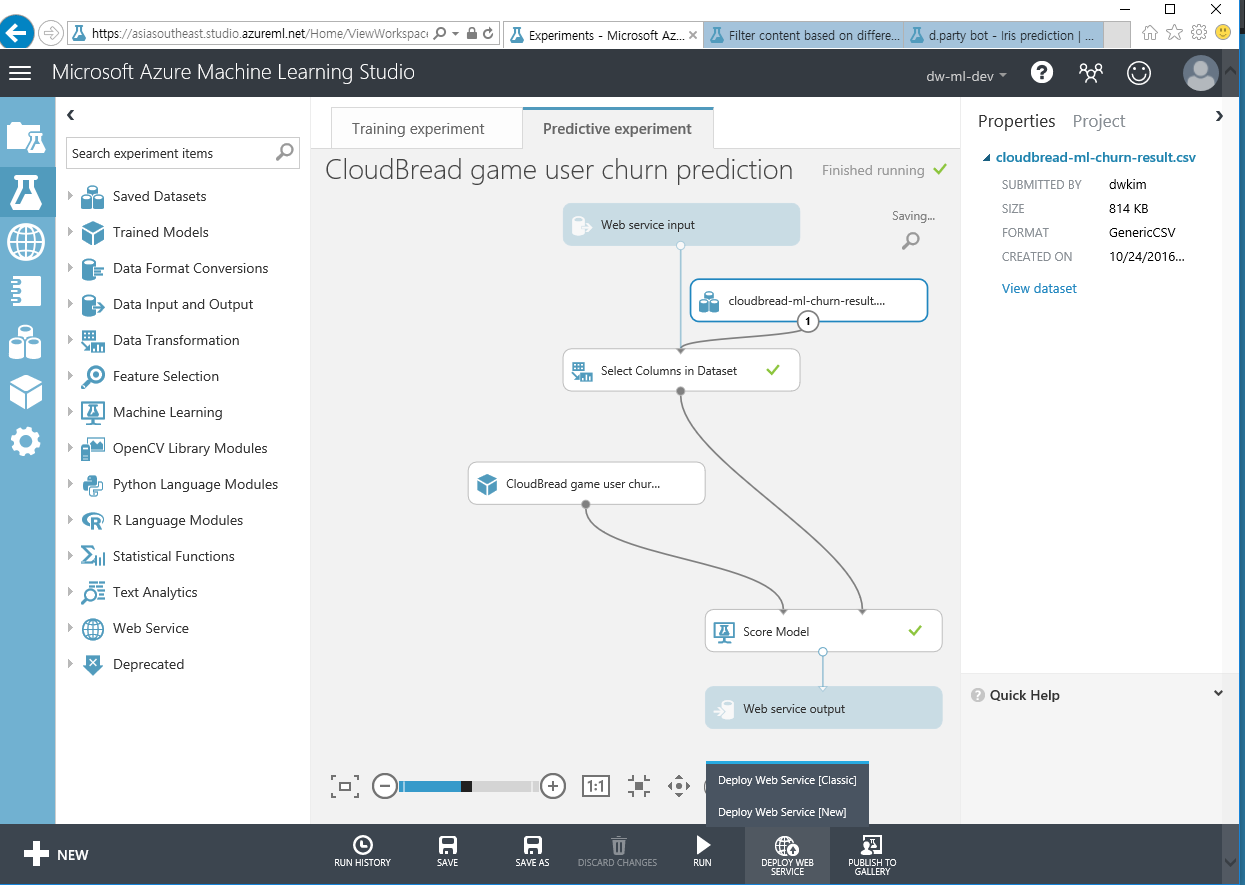 https://asiasoutheast.studio.azureml.net/Home/ViewWorkspace
Experiments - Microsoft Az...
Filter content based on differe...
d.party bot - Iris prediction | ...
Microsoft Azure Machine Learning Studio
dw-ml-dev
?
Search experiment items
Saved Datasets
Trained Models
Data Format Conversions
Data Input and Output
Data Transformation
Feature Selection
Machine Learning
OpenCV Library Modules
Python Language Modules
R Language Modules
Statistical Functions
Text Analytics
Web Service
Deprecated
Training experiment
Predictive experiment
CloudBread game user churn prediction
Finished running
Saving...
Web service input
cloudbread-ml-churn-result....
1
Select Columns in Dataset
CloudBread game user chur...
Score Model
Web service output
1:1
Deploy Web Service [Classic]
Deploy Web Service [New]
Properties
Project
cloudbread-ml-churn-result.csv
SUBMITTED BY dwkim
SIZE 814 KB
FORMAT GenericCSV
CREATED ON 10/24/2016...
View dataset
? Quick Help
NEW
RUN HISTORY
SAVE
SAVE AS
DISCARD CHANGES
RUN
DEPLOY WEB
SERVICE
PUBLISH TO
GALLERY